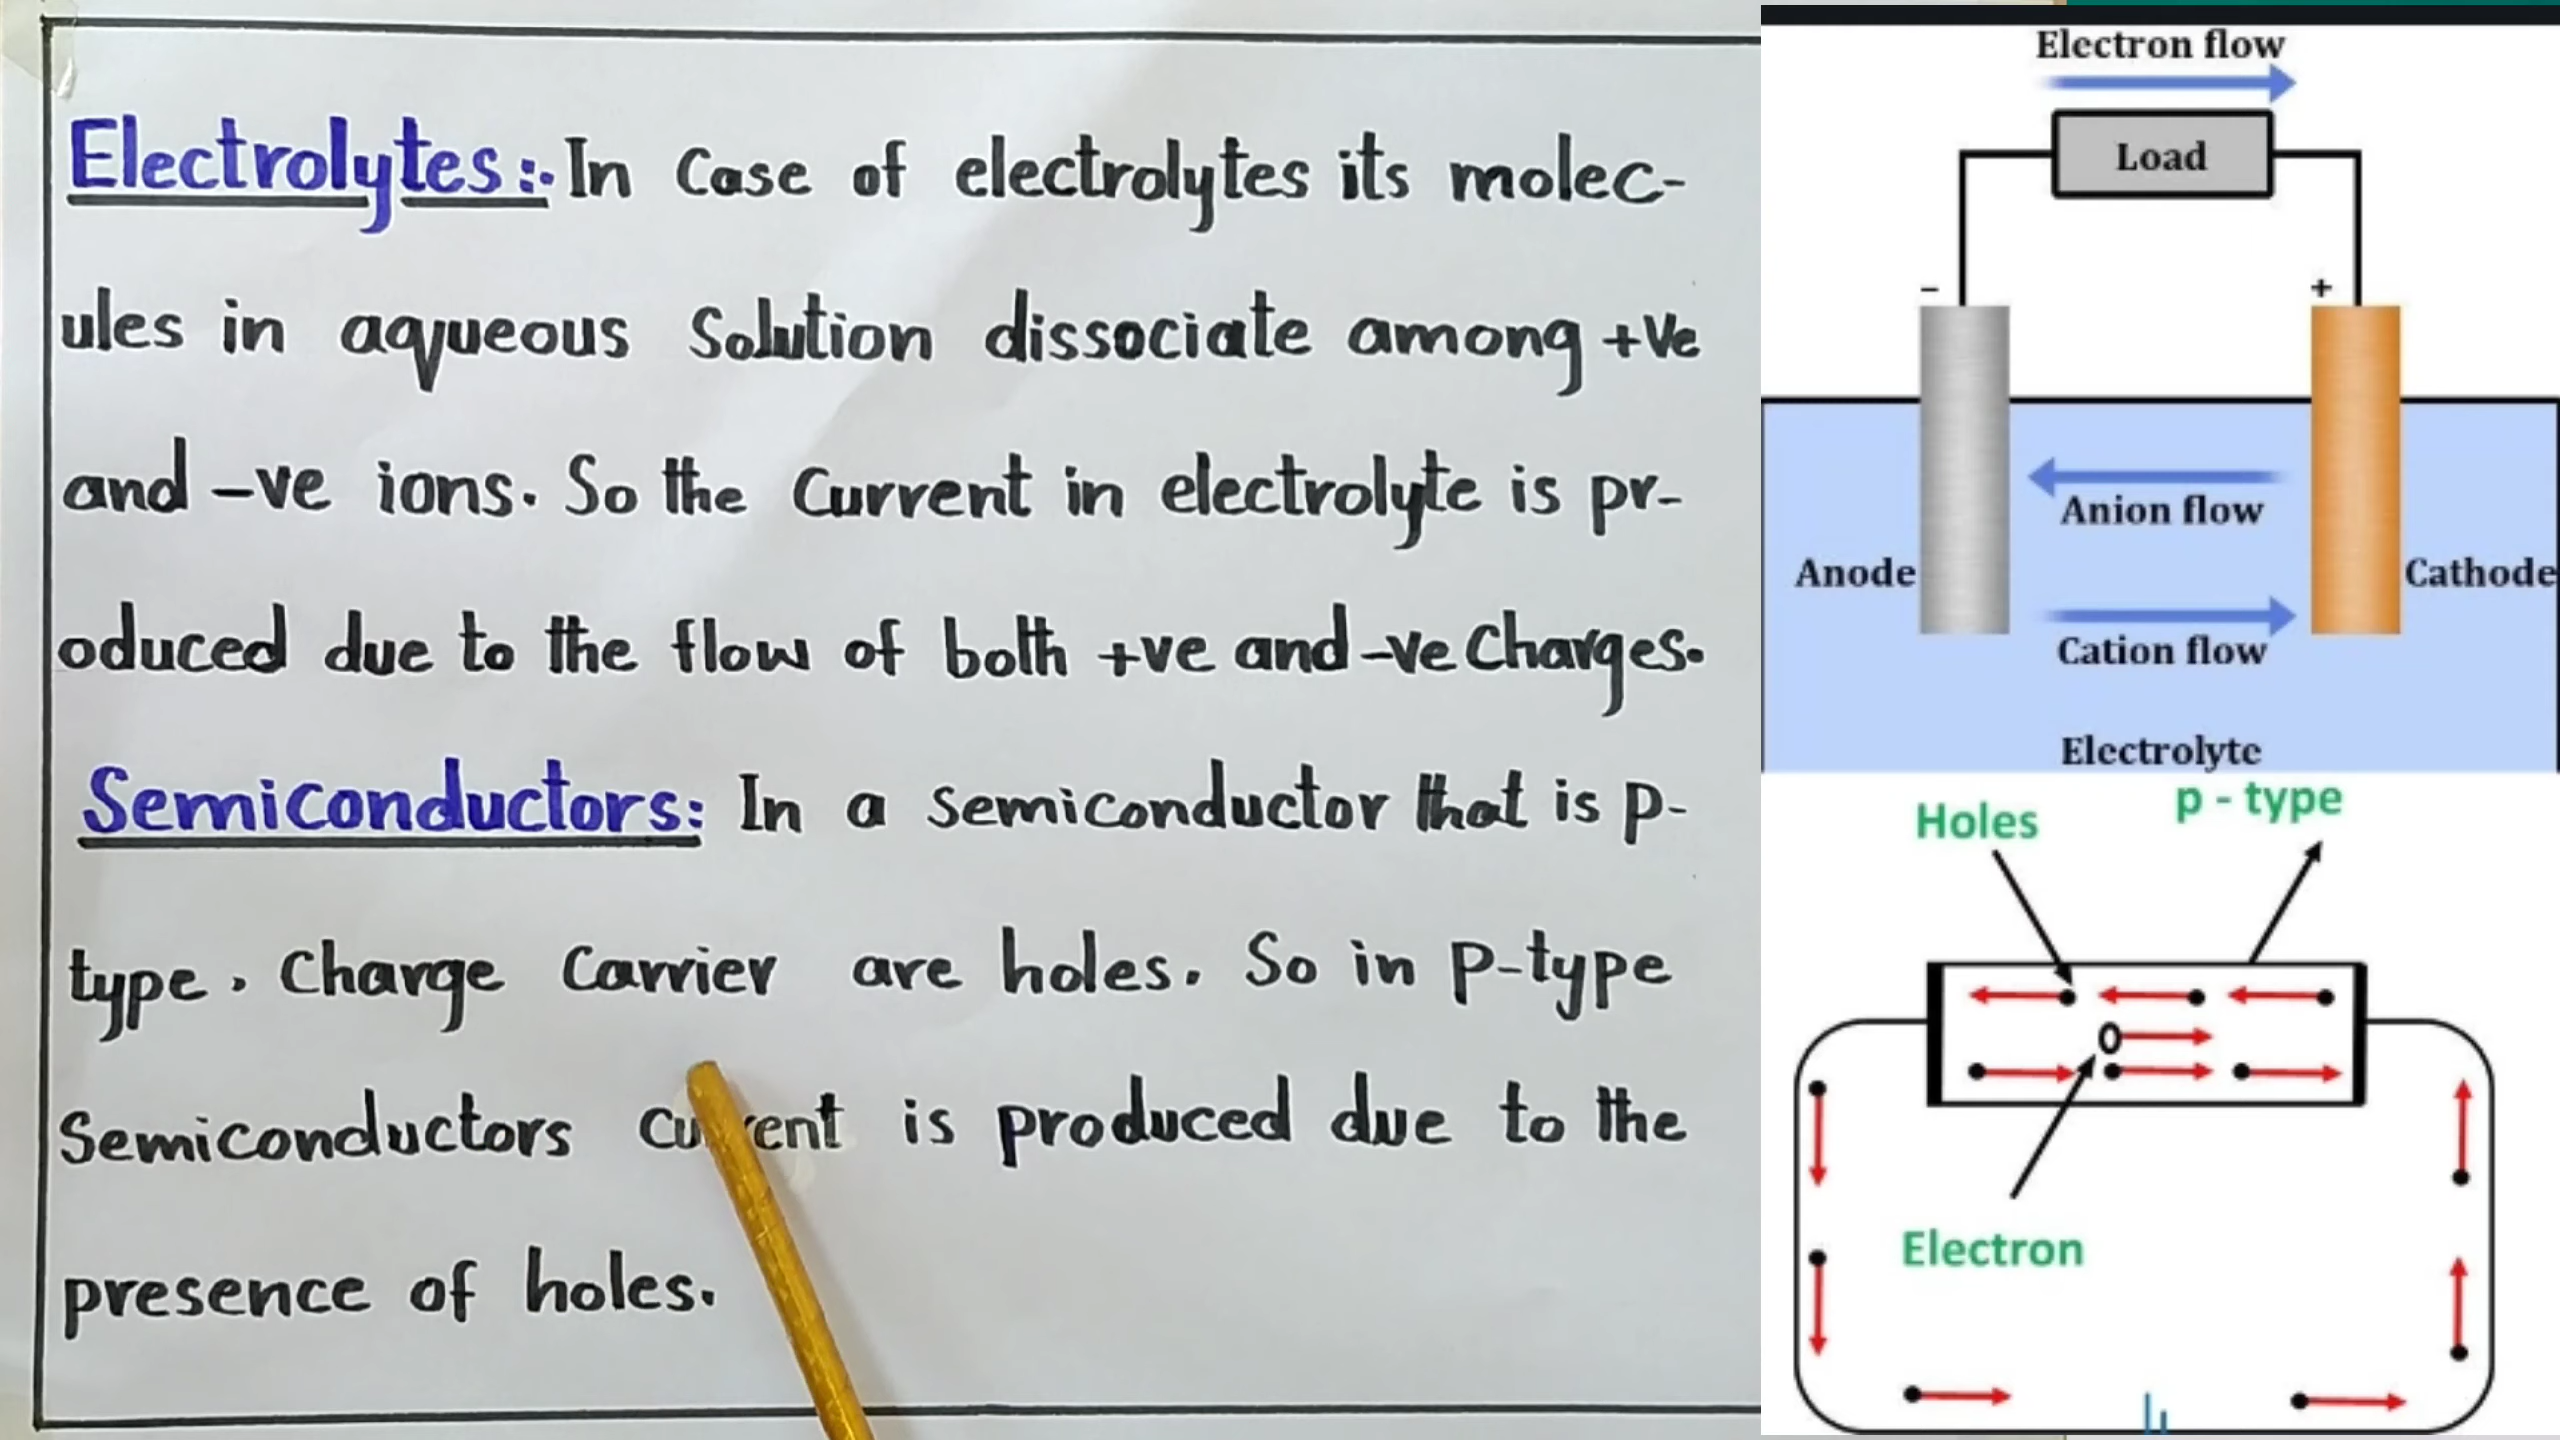 Electrolytes:- In Case of electrolytes its molec-
ules in aqueous Solution dissociate among +ve
and -ve ions. So the Current in electrolyte is pr-
oduced due to the flow of both +ve and -ve Charges.
Semiconductors: In a semiconductor that is P-
type. Charge Carrier are holes. So in P-type
Semiconductors is produced due to the
presence of holes.
Electron flow
Load
-
+
Anion flow
Anode
Cathode
Cation flow
Electrolyte
Holes
p - type
Electron